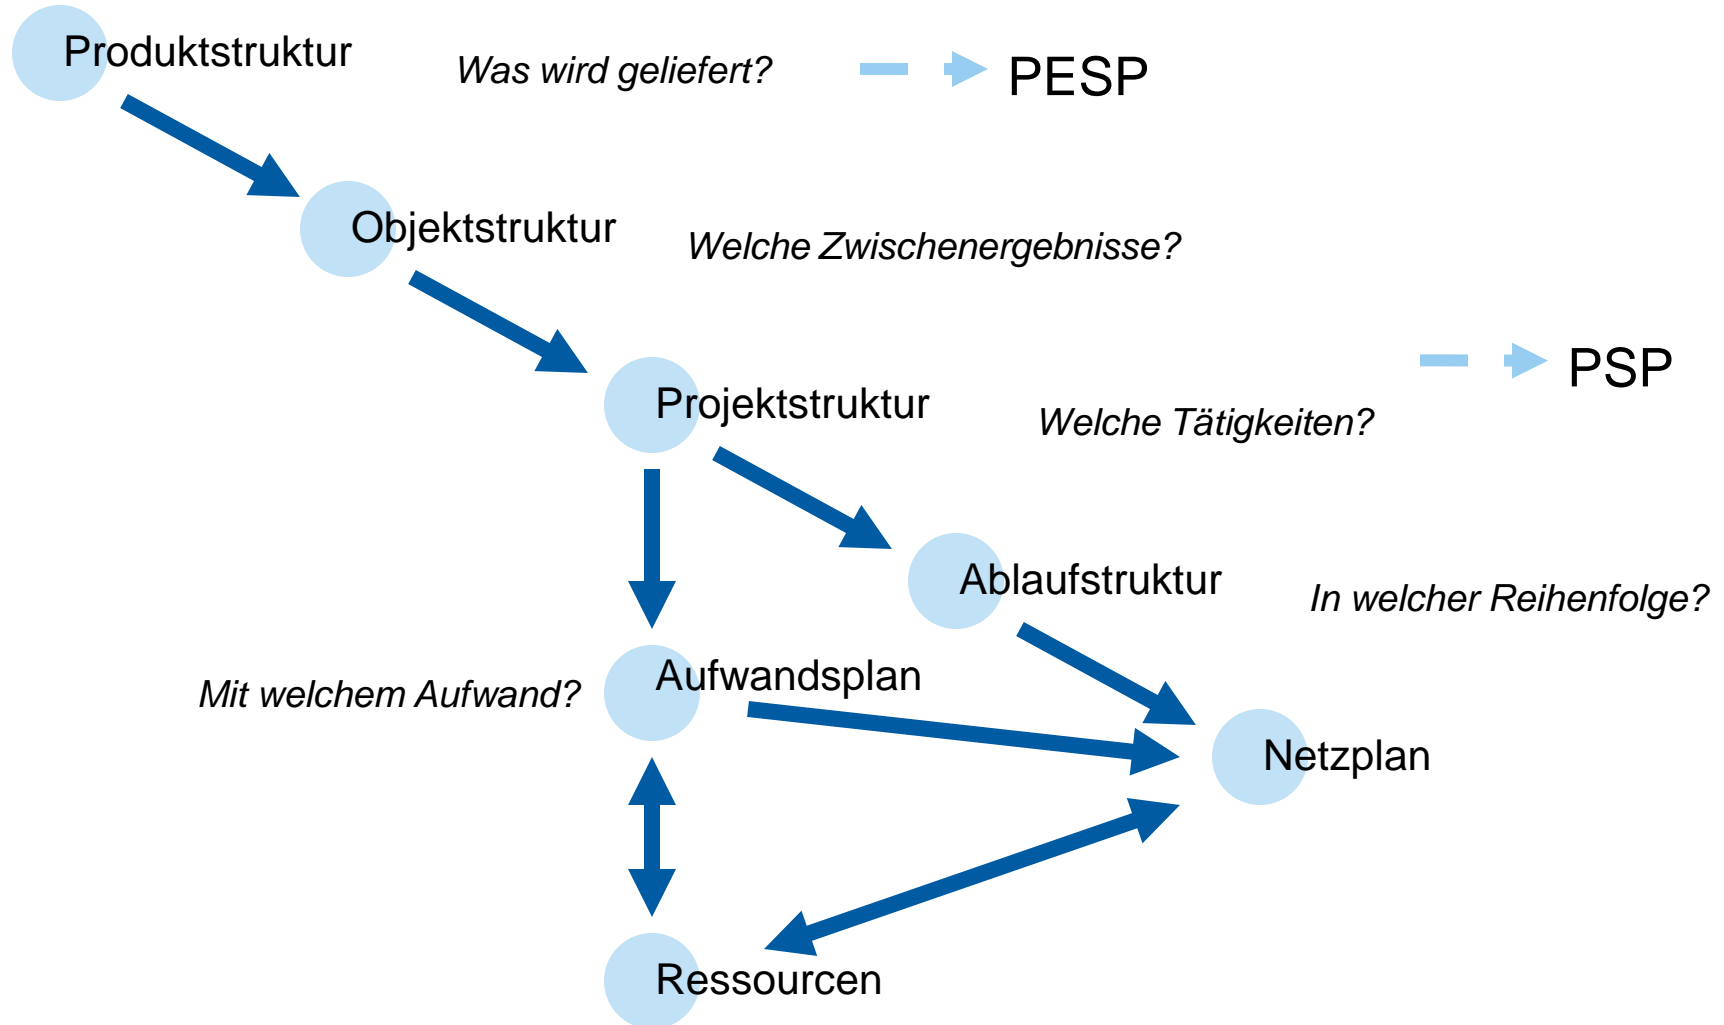 Produktstruktur
Was wird geliefert?
PESP
Objektstruktur
Welche Zwischenergebnisse?
PSP
Projektstruktur
Welche Tätigkeiten?
Ablaufstruktur
In welcher Reihenfolge?
Mit welchem Aufwand?
Aufwandsplan
Netzplan
Ressourcen